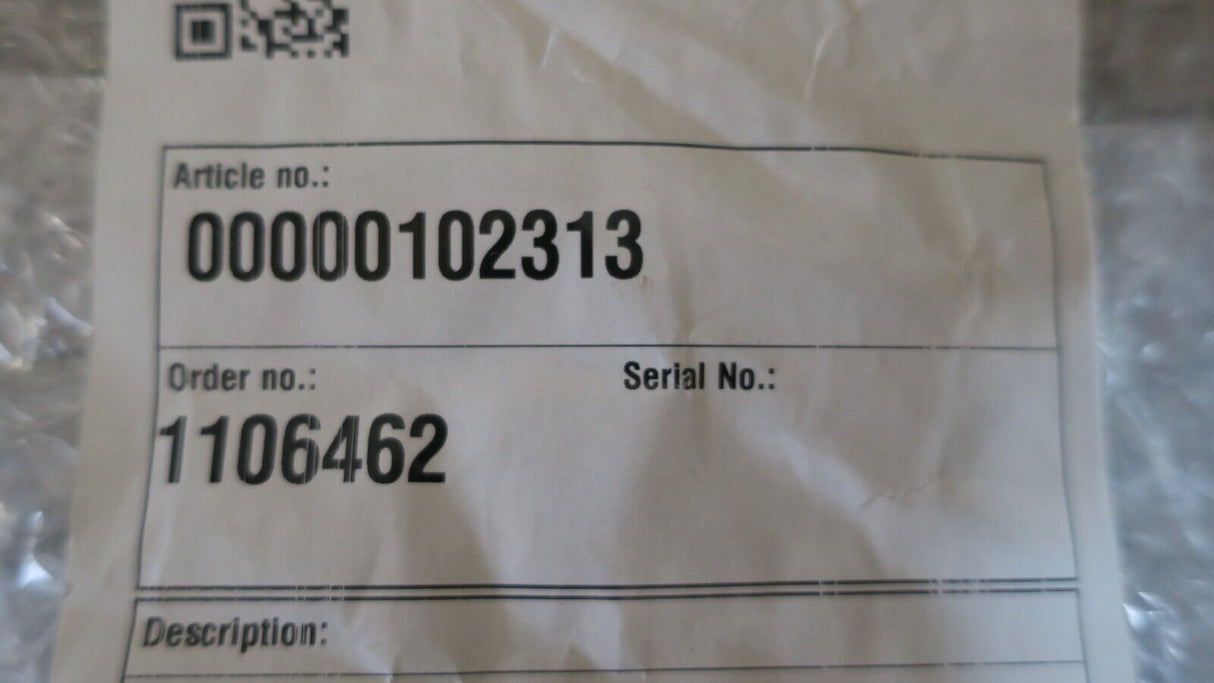 Article no.:
00000102313
Order no.: Serial No.:
1106462
Description: